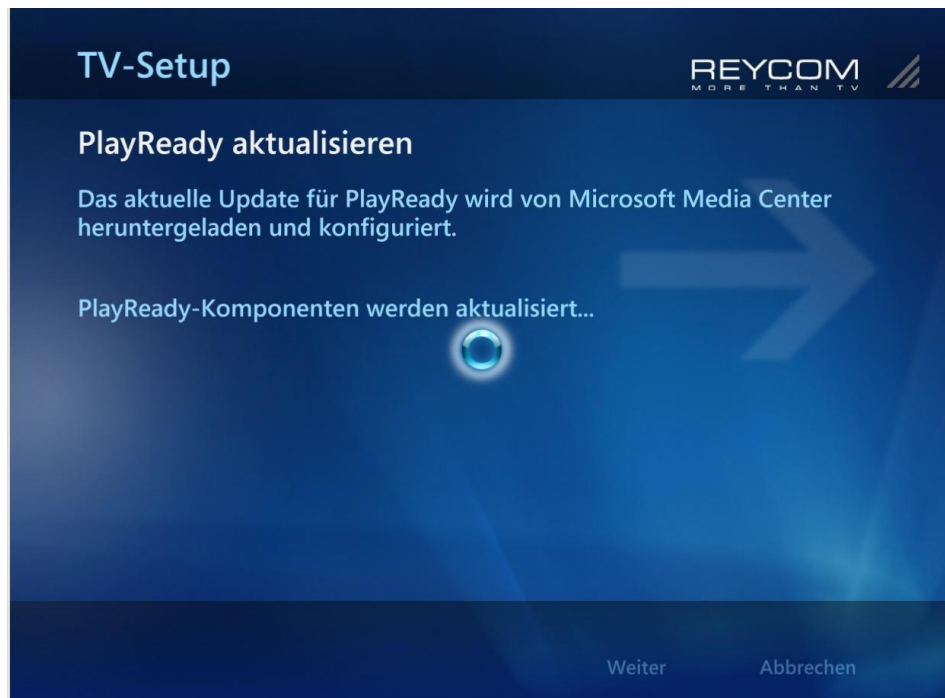 TV-Setup
REYCOM
MORE THAN TV
PlayReady aktualisieren
Das aktuelle Update für PlayReady wird von Microsoft Media Center
heruntergeladen und konfiguriert.
PlayReady-Komponenten werden aktualisiert...
Weiter
Abbrechen